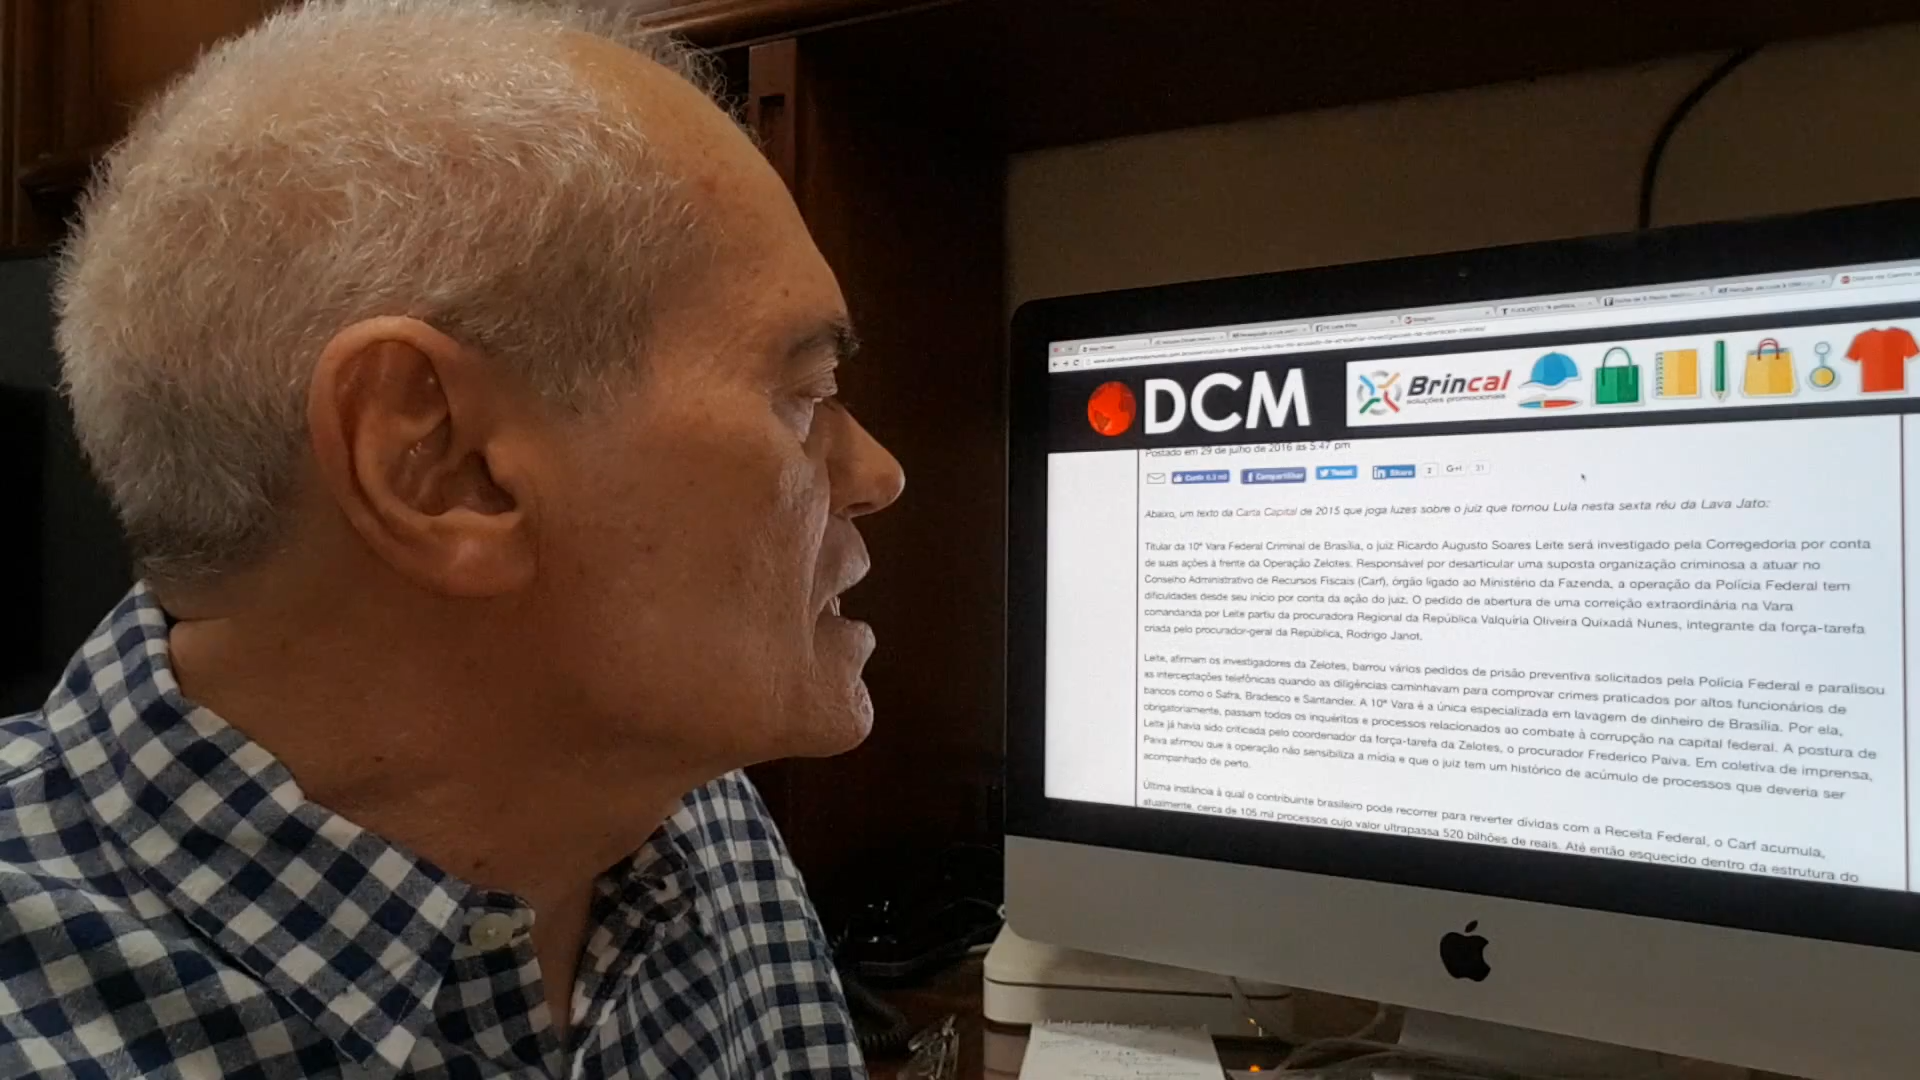 DCM
Brincal
soluções promocionais
Postado em 29 de julho de 2016 às 5:47 pm
Curtir 6,3 mil Compartilhar Tweet in Share 2 G+1 31
Abaixo, um texto da Carta Capital de 2015 que joga luzes sobre o juiz que tornou Lula nesta sexta réu da Lava Jato:
Titular da 10ª Vara Federal Criminal de Brasília, o juiz Ricardo Augusto Soares Leite será investigado pela Corregedoria por conta
de suas ações à frente da Operação Zelotes. Responsável por desarticular uma suposta organização criminosa a atuar no
Conselho Administrativo de Recursos Fiscais (Carf), órgão ligado ao Ministério da Fazenda, a operação da Polícia Federal tem
dificuldades desde seu início por conta da ação do juiz. O pedido de abertura de uma correição extraordinária na Vara
comandanda por Leite partiu da procuradora Regional da República Valquíria Oliveira Quixadá Nunes, integrante da força-tarefa
criada pelo procurador-geral da República, Rodrigo Janot.
Leite, afirmam os investigadores da Zelotes, barrou vários pedidos de prisão preventiva solicitados pela Polícia Federal e paralisou
as interceptações telefônicas quando as diligências caminhavam para comprovar crimes praticados por altos funcionários de
bancos como o Safra, Bradesco e Santander. A 10ª Vara é a única especializada em lavagem de dinheiro de Brasília. Por ela,
obrigatoriamente, passam todos os inquéritos e processos relacionados ao combate à corrupção na capital federal. A postura de
Leite já havia sido criticada pelo coordenador da força-tarefa da Zelotes, o procurador Frederico Paiva. Em coletiva de imprensa,
Paiva afirmou que a operação não sensibiliza a mídia e que o juiz tem um histórico de acúmulo de processos que deveria ser
acompanhado de perto.
Última instância à qual o contribuinte brasileiro pode recorrer para reverter dívidas com a Receita Federal, o Carf acumula,
atualmente, cerca de 105 mil processos cujo valor ultrapassa 520 bilhões de reais. Até então esquecido dentro da estrutura do